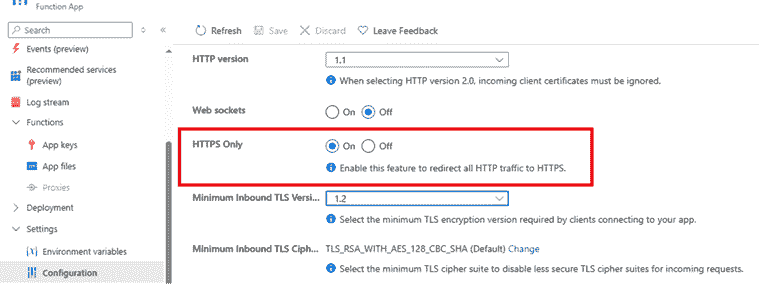 Function App
Search
Refresh
Save
Discard
Leave Feedback
Events (preview)
Recommended services
(preview)
Log stream
Functions
App keys
App files
Proxies
Deployment
Settings
Environment variables
Configuration
HTTP version
1.1
When selecting HTTP version 2.0, incoming client certificates must be ignored.
Web sockets
On
Off
HTTPS Only
On
Off
Enable this feature to redirect all HTTP traffic to HTTPS.
Minimum Inbound TLS Versi...
1.2
Select the minimum TLS encryption version required by clients connecting to your app.
Minimum Inbound TLS Ciph...
TLS_RSA_WITH_AES_128_CBC_SHA (Default) Change
Select the minimum TLS cipher suite to disable less secure TLS cipher suites for incoming requests.